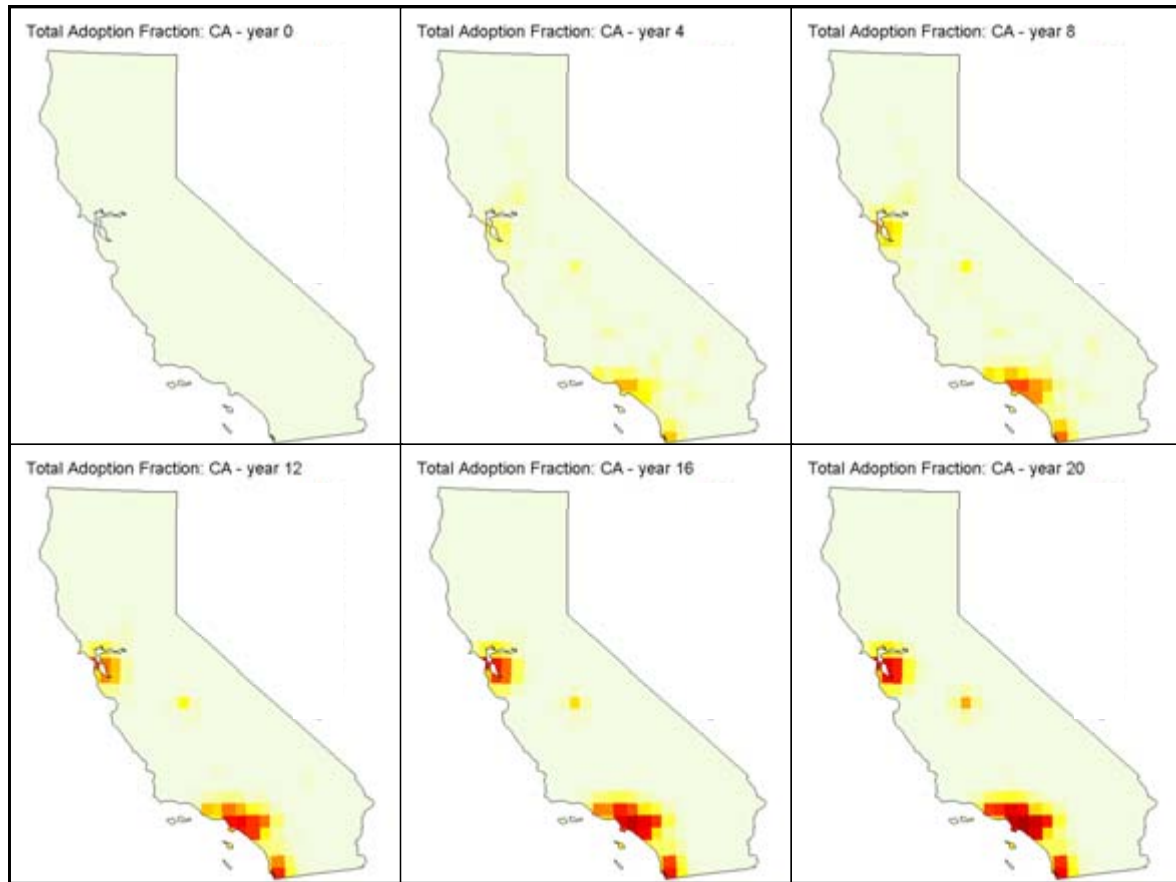 Total Adoption Fraction: CA - year 0
Total Adoption Fraction: CA - year 4
Total Adoption Fraction: CA - year 8
Total Adoption Fraction: CA - year 12
Total Adoption Fraction: CA - year 16
Total Adoption Fraction: CA - year 20